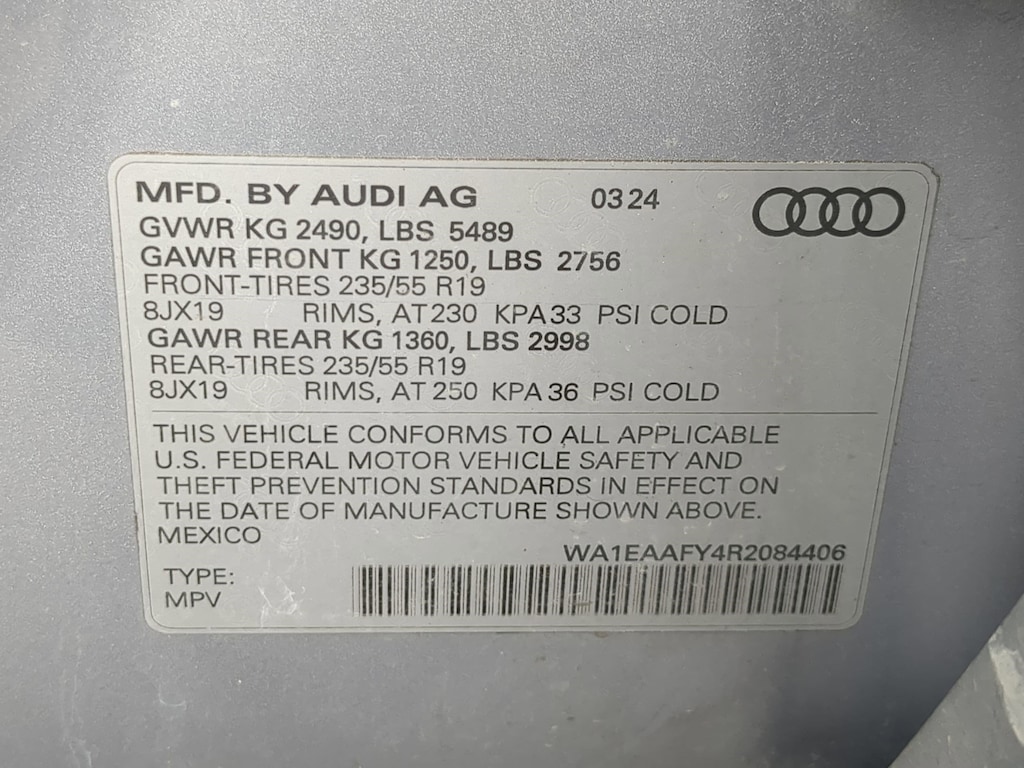 MFD. BY AUDI AG 03 24
GVWR KG 2490, LBS 5489
GAWR FRONT KG 1250, LBS 2756
FRONT-TIRES 235/55 R19
8JX19 RIMS, AT 230 KPA 33 PSI COLD
GAWR REAR KG 1360, LBS 2998
REAR-TIRES 235/55 R19
8JX19 RIMS, AT 250 KPA 36 PSI COLD
THIS VEHICLE CONFORMS TO ALL APPLICABLE
U.S. FEDERAL MOTOR VEHICLE SAFETY AND
THEFT PREVENTION STANDARDS IN EFFECT ON
THE DATE OF MANUFACTURE SHOWN ABOVE.
MEXICO
WA1EAAFY4R2084406
TYPE:
MPV